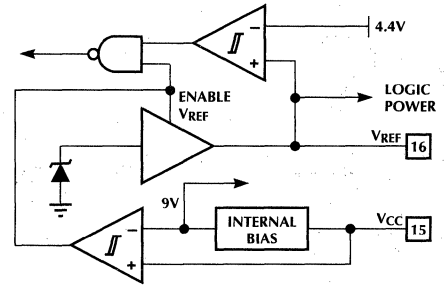 4.4V
−
+
ENABLE
VREF
LOGIC
POWER
VREF
16
9V
INTERNAL
BIAS
VCC
15
−
+